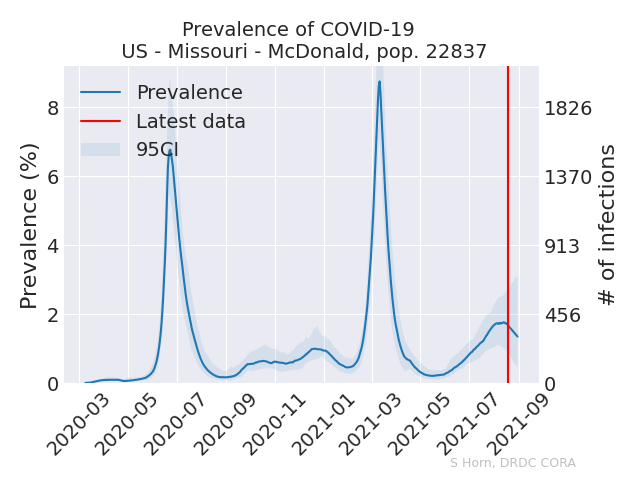 Prevalence of COVID-19
US - Missouri - McDonald, pop. 22837
Prevalence
Latest data
95CI
Prevalence (%)
8
6
4
2
0
1826
1370
913
456
0
# of infections
2020-03
2020-05
2020-07
2020-09
2020-11
2021-01
2021-03
2021-05
2021-07
2021-09
S Horn, DRDC CORA